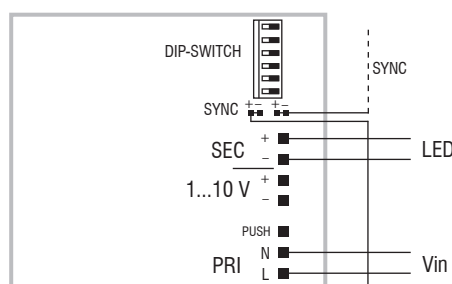 DIP-SWITCH
SYNC
SYNC + - + -
SEC + -
LED
1...10 V + -
PUSH
PRI N L
Vin